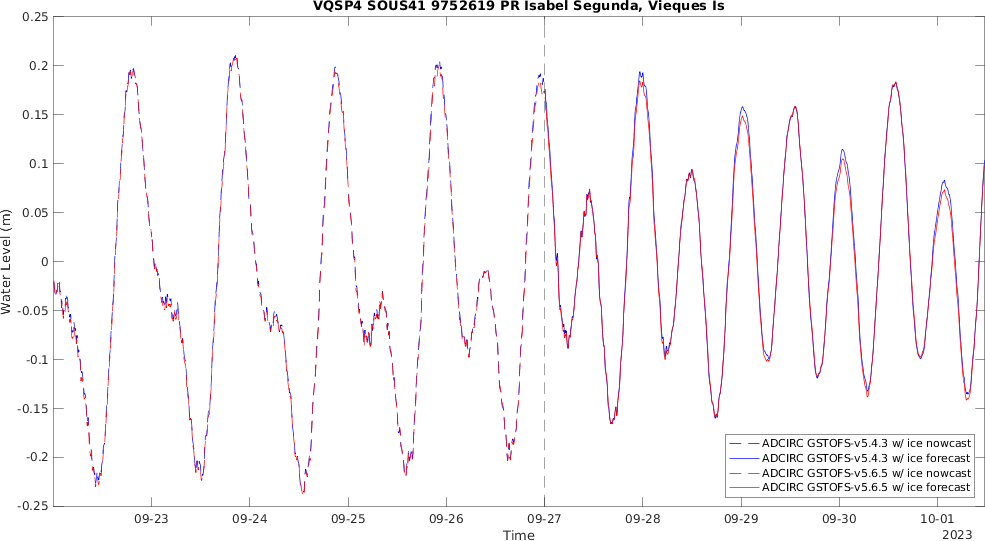 VQSP4 SOUS41 9752619 PR Isabel Segunda, Vieques Is
0.25
0.2
0.15
0.1
0.05
0
-0.05
-0.1
-0.15
-0.2
-0.25
Water Level (m)
ADCIRC GSTOFS-v5.4.3 w/ ice nowcast
ADCIRC GSTOFS-v5.4.3 w/ ice forecast
ADCIRC GSTOFS-v5.6.5 w/ ice nowcast
ADCIRC GSTOFS-v5.6.5 w/ ice forecast
09-23 09-24 09-25 09-26 09-27 09-28 09-29 09-30 10-01
Time
2023